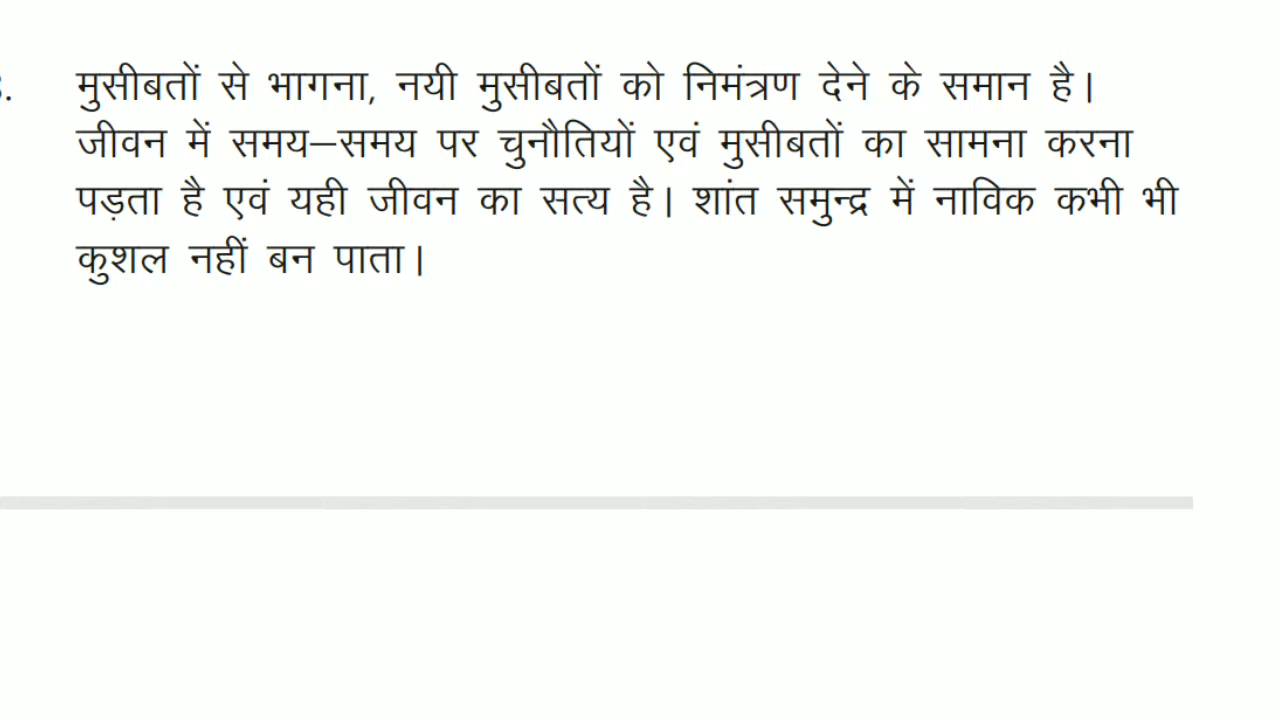 मुसीबतों से भागना, नयी मुसीबतों को निमंत्रण देने के समान है।
जीवन में समय–समय पर चुनौतियों एवं मुसीबतों का सामना करना
पड़ता है एवं यही जीवन का सत्य है। शांत समुन्द्र में नाविक कभी भी
कुशल नहीं बन पाता।